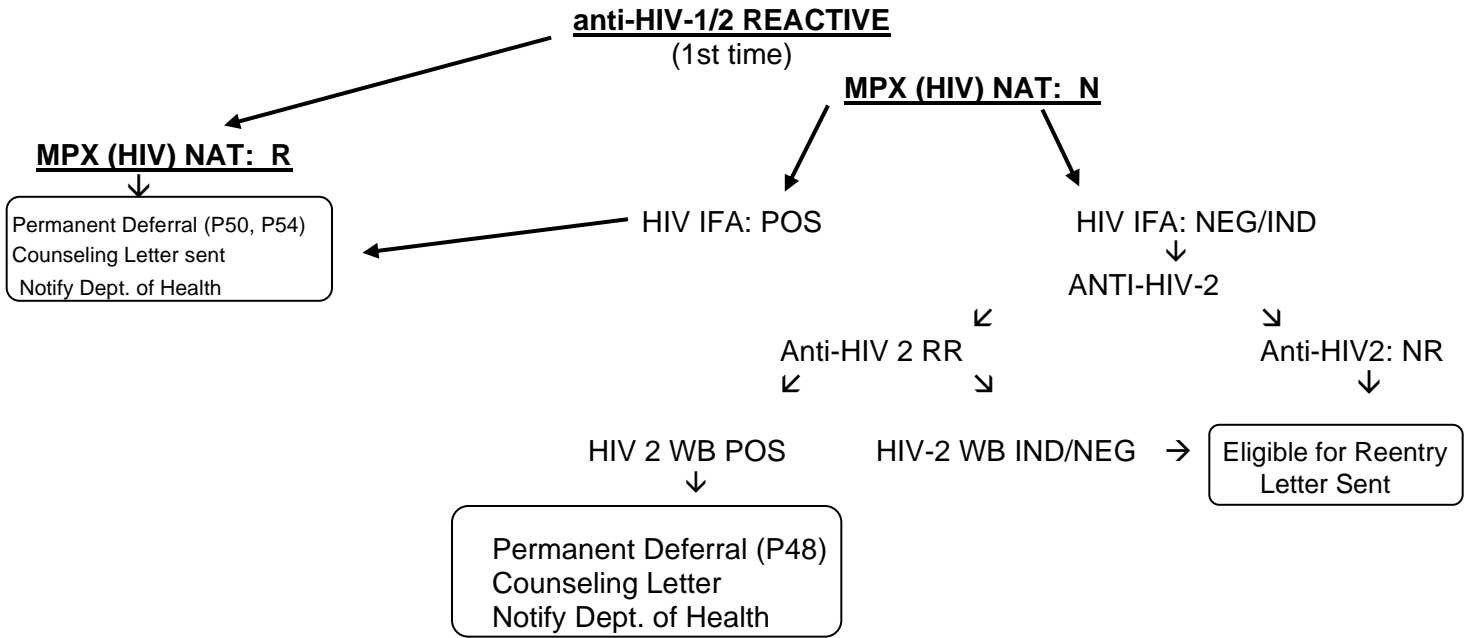 anti-HIV-1/2 REACTIVE
(1st time)
MPX (HIV) NAT: N
MPX (HIV) NAT: R
Permanent Deferral (P50, P54)
Counseling Letter sent
Notify Dept. of Health
HIV IFA: POS
HIV IFA: NEG/IND
ANTI-HIV-2
Anti-HIV 2 RR
Anti-HIV2: NR
HIV 2 WB POS
HIV-2 WB IND/NEG
Eligible for Reentry
Letter Sent
Permanent Deferral (P48)
Counseling Letter
Notify Dept. of Health